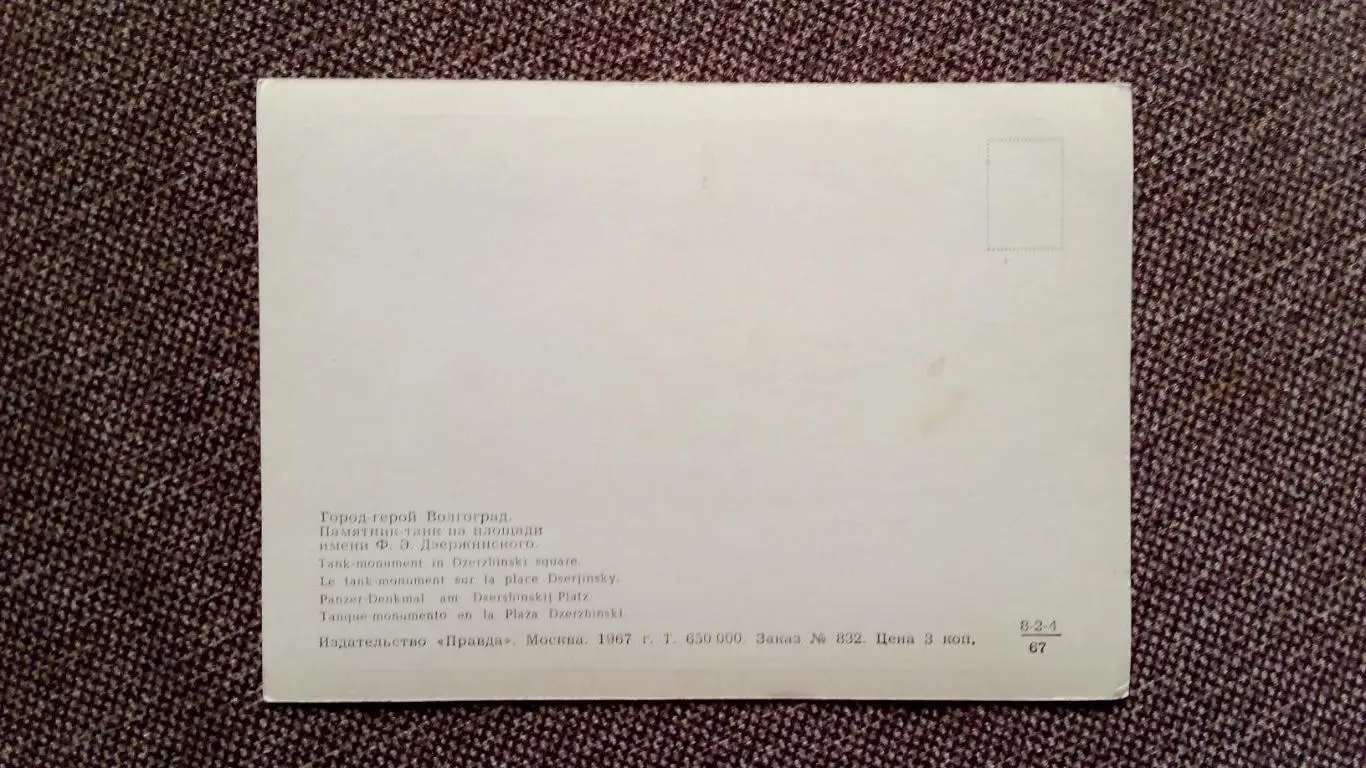 Город-герой Волгоград.
Памятник-танк на площади
имени Ф. Э. Дзержинского.
Tank-monument in Dzerzhinski square.
Le tank-monument sur la place Dserjinsky.
Panzer-Denkmal am Dzershinskij-Platz.
Tanque-monumento en la Plaza Dzerzhinski.
Издательство «Правда». Москва. 1967 г. Т. 650 000. Заказ № 832. Цена 3 коп.
8-2-4
67